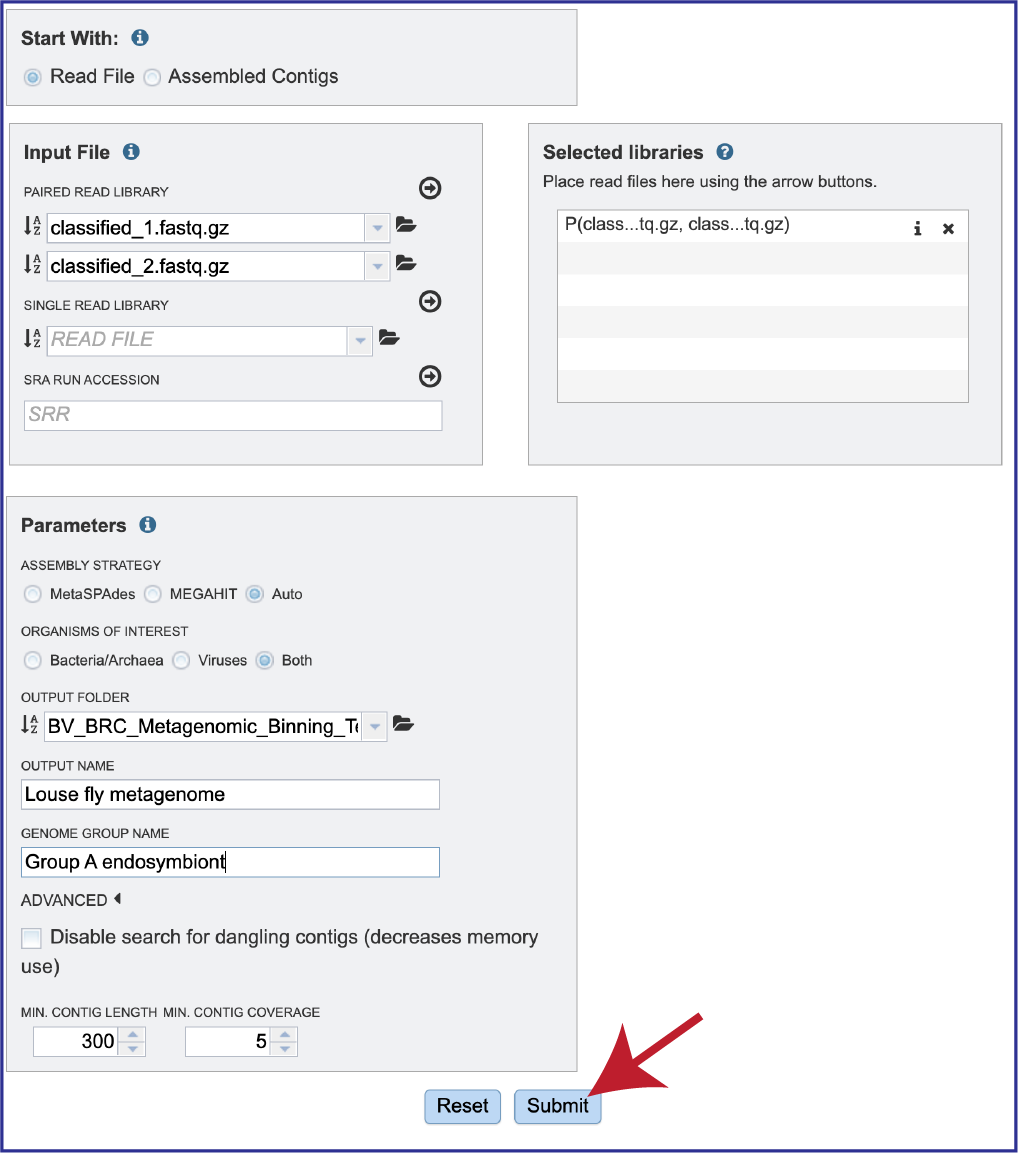 Start With:
Read File Assembled Contigs
Input File
PAIRED READ LIBRARY
classified_1.fastq.gz
classified_2.fastq.gz
SINGLE READ LIBRARY
READ FILE
SRA RUN ACCESSION
SRR
Selected libraries
Place read files here using the arrow buttons.
P(class...tq.gz, class...tq.gz)
Parameters
ASSEMBLY STRATEGY
MetaSPAdes MEGAHIT Auto
ORGANISMS OF INTEREST
Bacteria/Archaea Viruses Both
OUTPUT FOLDER
BV_BRC_Metagenomic_Binning_Te
OUTPUT NAME
Louse fly metagenome
GENOME GROUP NAME
Group A endosymbiont
ADVANCED
Disable search for dangling contigs (decreases memory
use)
MIN. CONTIG LENGTH MIN. CONTIG COVERAGE
300 5
Reset Submit